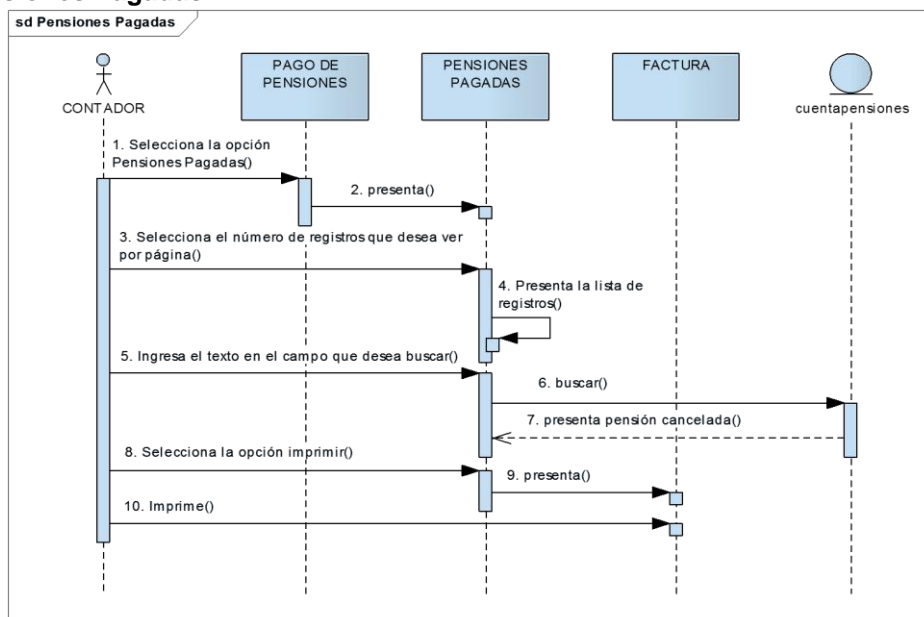 sd Pensiones Pagadas
CONTADOR
PAGO DE
PENSIONES
PENSIONES
PAGADAS
FACTURA
cuentapensiones
1. Selecciona la opción
Pensiones Pagadas()
2. presenta()
3. Selecciona el número de registros que desea ver
por página()
4. Presenta la lista de
registros()
5. Ingresa el texto en el campo que desea buscar()
6. buscar()
7. presenta pensión cancelada()
8. Selecciona la opción imprimir()
9. presenta()
10. Imprime()